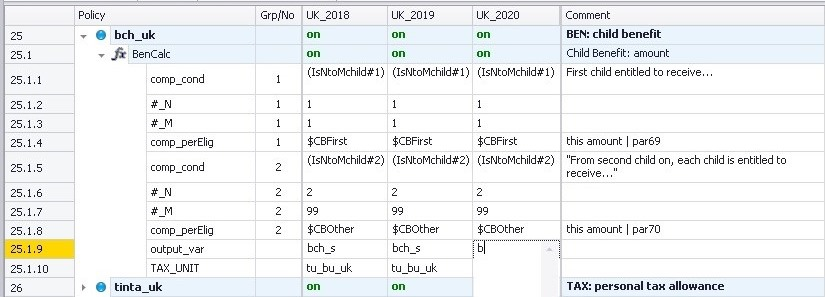 Policy Grp/No UK_2018 UK_2019 UK_2020 Comment
25 bch_uk on on on BEN: child benefit
25.1 fx BenCalc on on on Child Benefit: amount
25.1.1 comp_cond 1 (IsNtoMchild#1) (IsNtoMchild#1) (IsNtoMchild#1) First child entitled to receive...
25.1.2 #_N 1 1 1 1
25.1.3 #_M 1 1 1 1
25.1.4 comp_perElig 1 $CBFirst $CBFirst $CBFirst this amount | par69
25.1.5 comp_cond 2 (IsNtoMchild#2) (IsNtoMchild#2) (IsNtoMchild#2) "From second child on, each child is entitled to
receive..."
25.1.6 #_N 2 2 2 2
25.1.7 #_M 2 99 99 99
25.1.8 comp_perElig 2 $CBOther $CBOther $CBOther this amount | par70
25.1.9 output_var bch_s bch_s b
25.1.10 TAX_UNIT tu_bu_uk tu_bu_uk
26 tinta_uk on on TAX: personal tax allowance